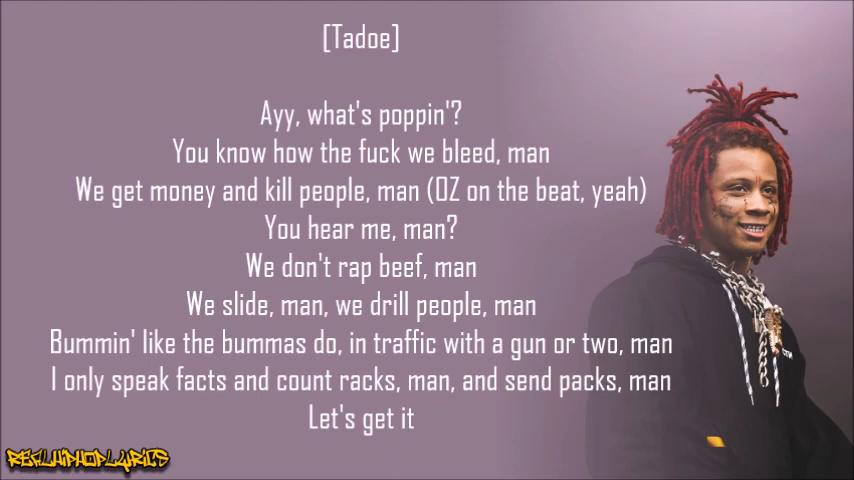 [Tadoe]
Ayy, what's poppin'?
You know how the fuck we bleed, man
We get money and kill people, man (OZ on the beat, yeah)
You hear me, man?
We don't rap beef, man
We slide, man, we drill people, man
Bummin' like the bummas do, in traffic with a gun or two, man
I only speak facts and count racks, man, and send packs, man
Let's get it
REALHIPHOPLYRICS